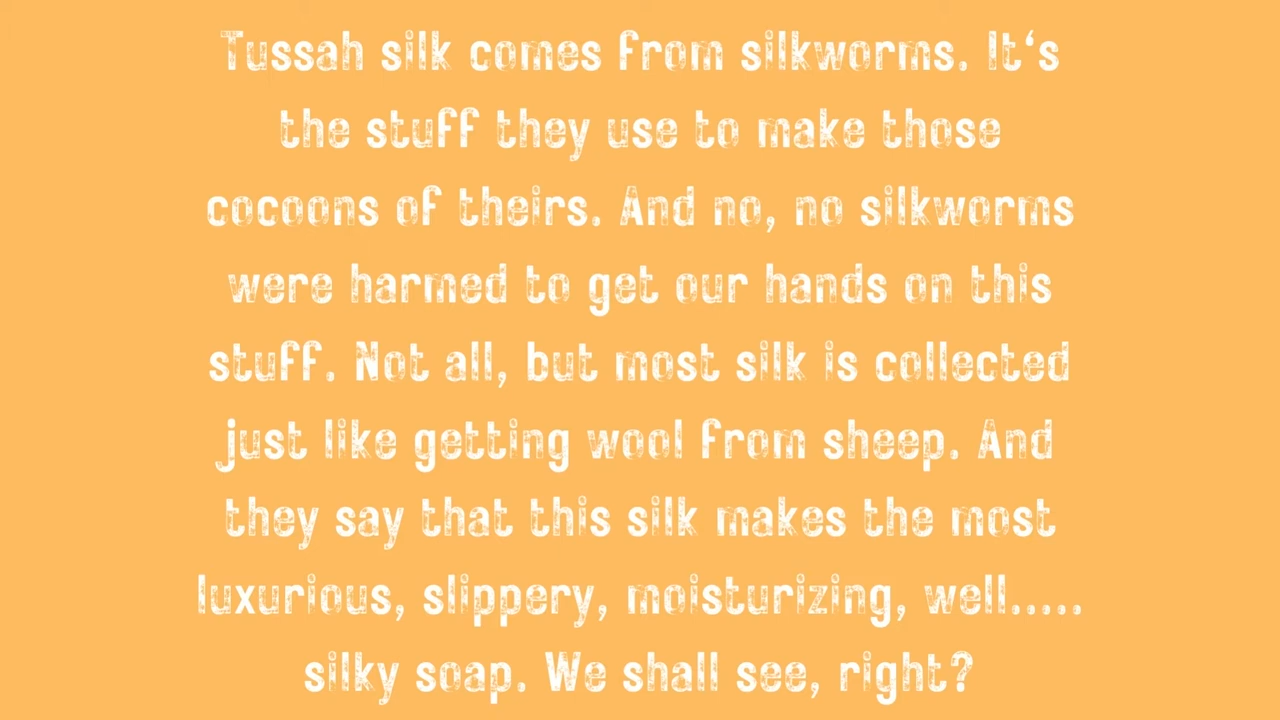 Tussah silk comes from silkworms. It‘s
the stuff they use to make those
cocoons of theirs. And no, no silkworms
were harmed to get our hands on this
stuff. Not all, but most silk is collected
just like getting wool from sheep. And
they say that this silk makes the most
luxurious, slippery, moisturizing, well.....
silky soap. We shall see, right?